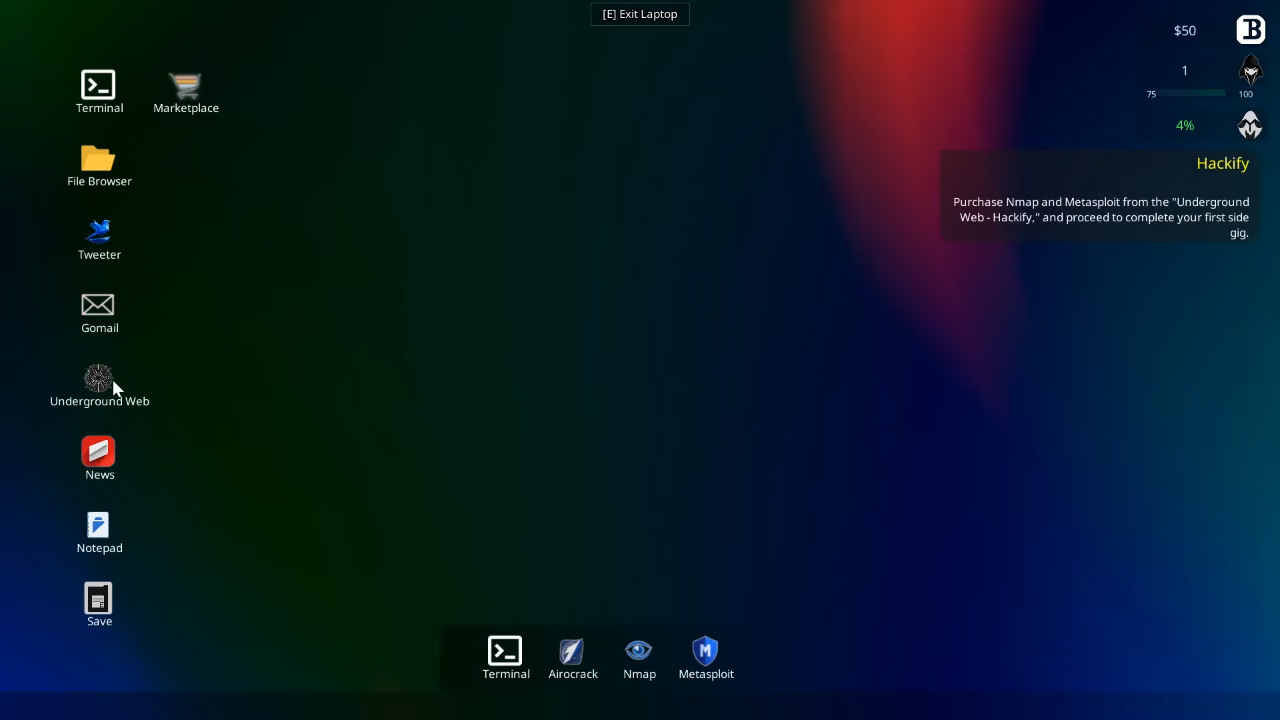 [E] Exit Laptop
$50
B
1
75
100
4%
Hackify
Purchase Nmap and Metasploit from the "Underground
Web - Hackify," and proceed to complete your first side
gig.
Terminal
Marketplace
File Browser
Tweeter
Gomail
Underground Web
News
Notepad
Save
Terminal
Airocrack
Nmap
M
Metasploit